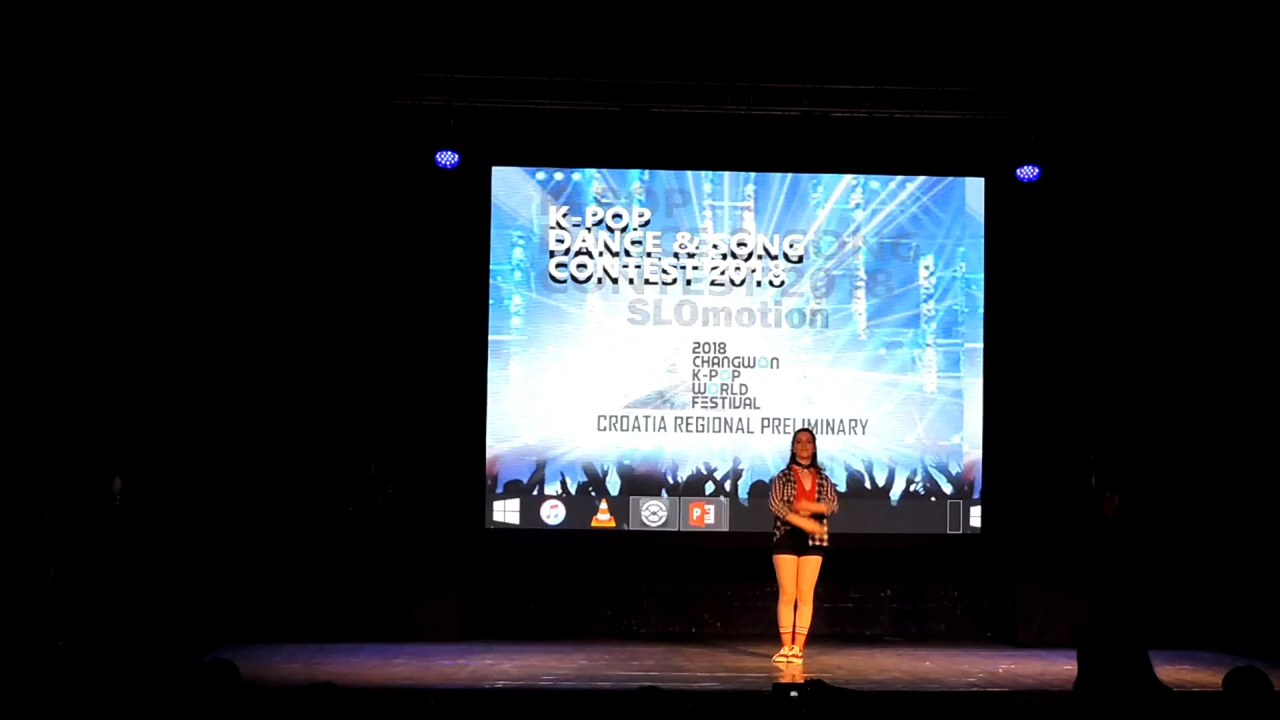 K-POP
DANCE & SONG
CONTEST 2018
SLOmotion
2018
CHANGWON
K-POP
WORLD
FESTIVAL
CROATIA REGIONAL PRELIMINARY
P